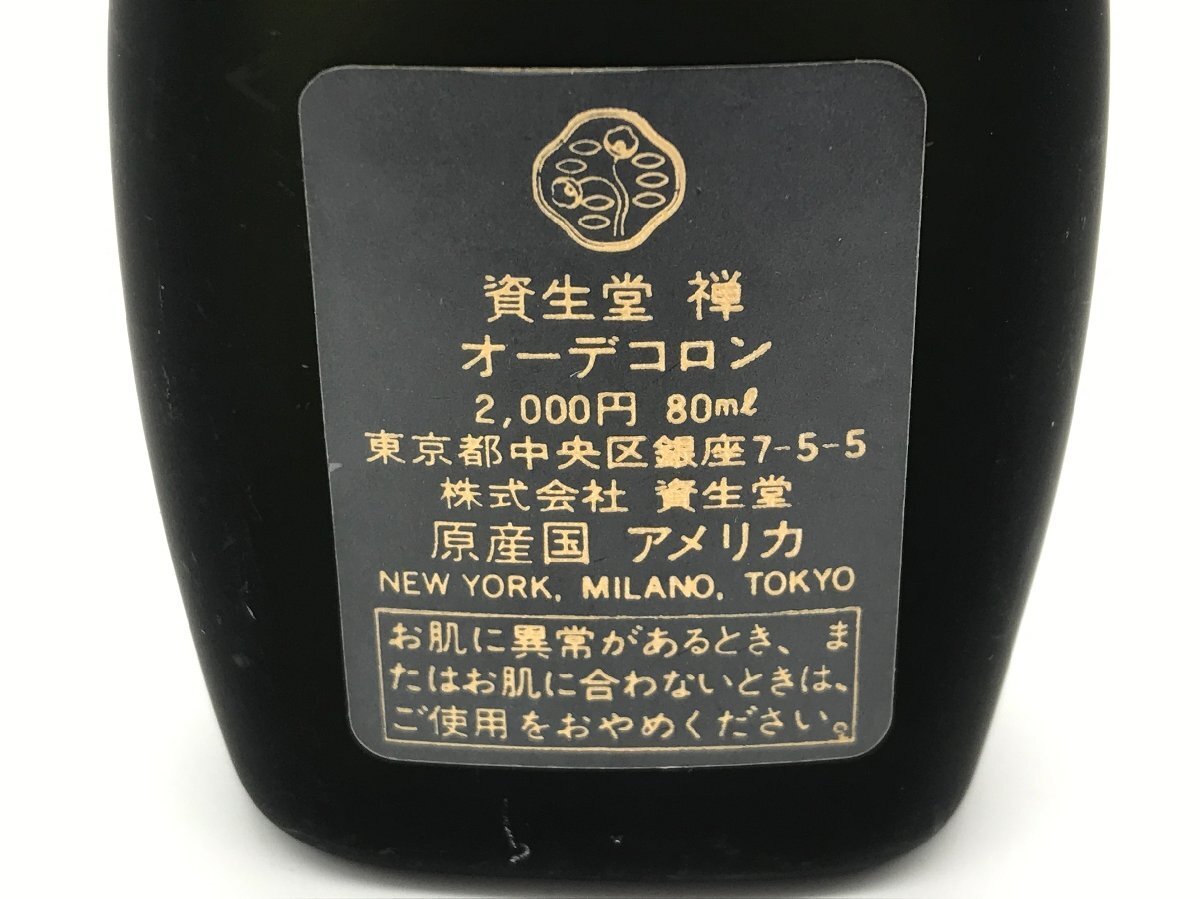 資生堂 禅
オーデコロン
2,000円 80ml
東京都中央区銀座7-5-5
株式会社 資生堂
原産国 アメリカ
NEW YORK, MILANO, TOKYO
お肌に異常があるとき、ま
たはお肌に合わないときは、
ご使用をおやめください。